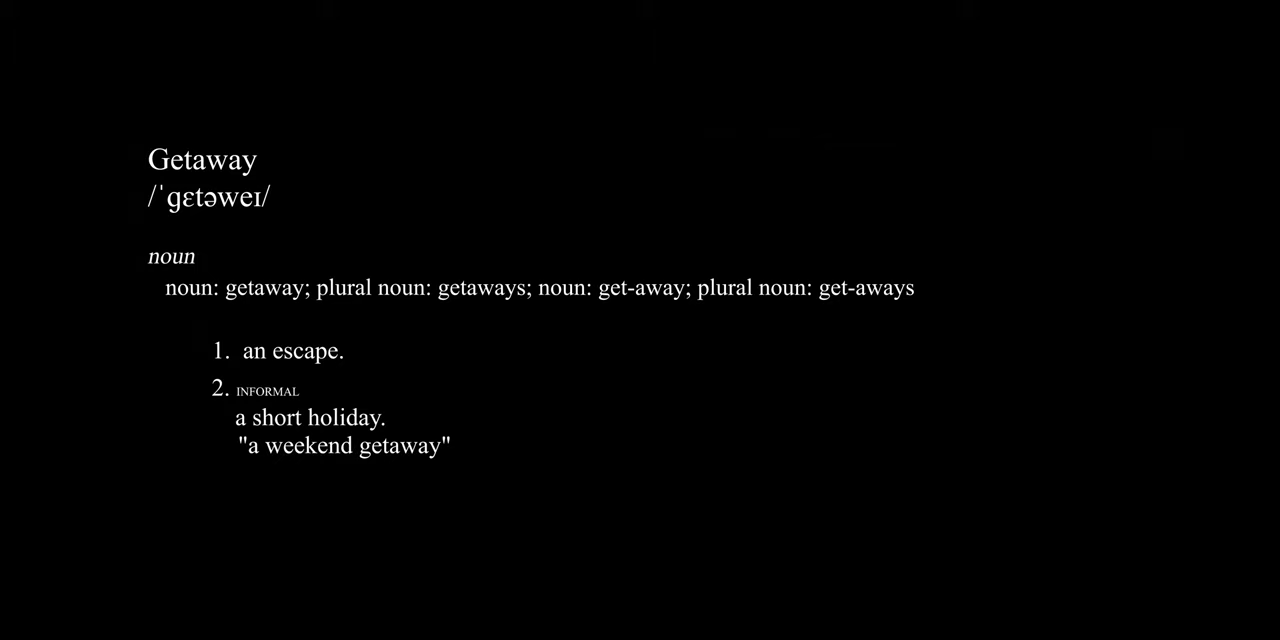 Getaway
/ˈɡɛtəweɪ/
noun
noun: getaway; plural noun: getaways; noun: get-away; plural noun: get-aways
1. an escape.
2. INFORMAL
a short holiday.
"a weekend getaway"